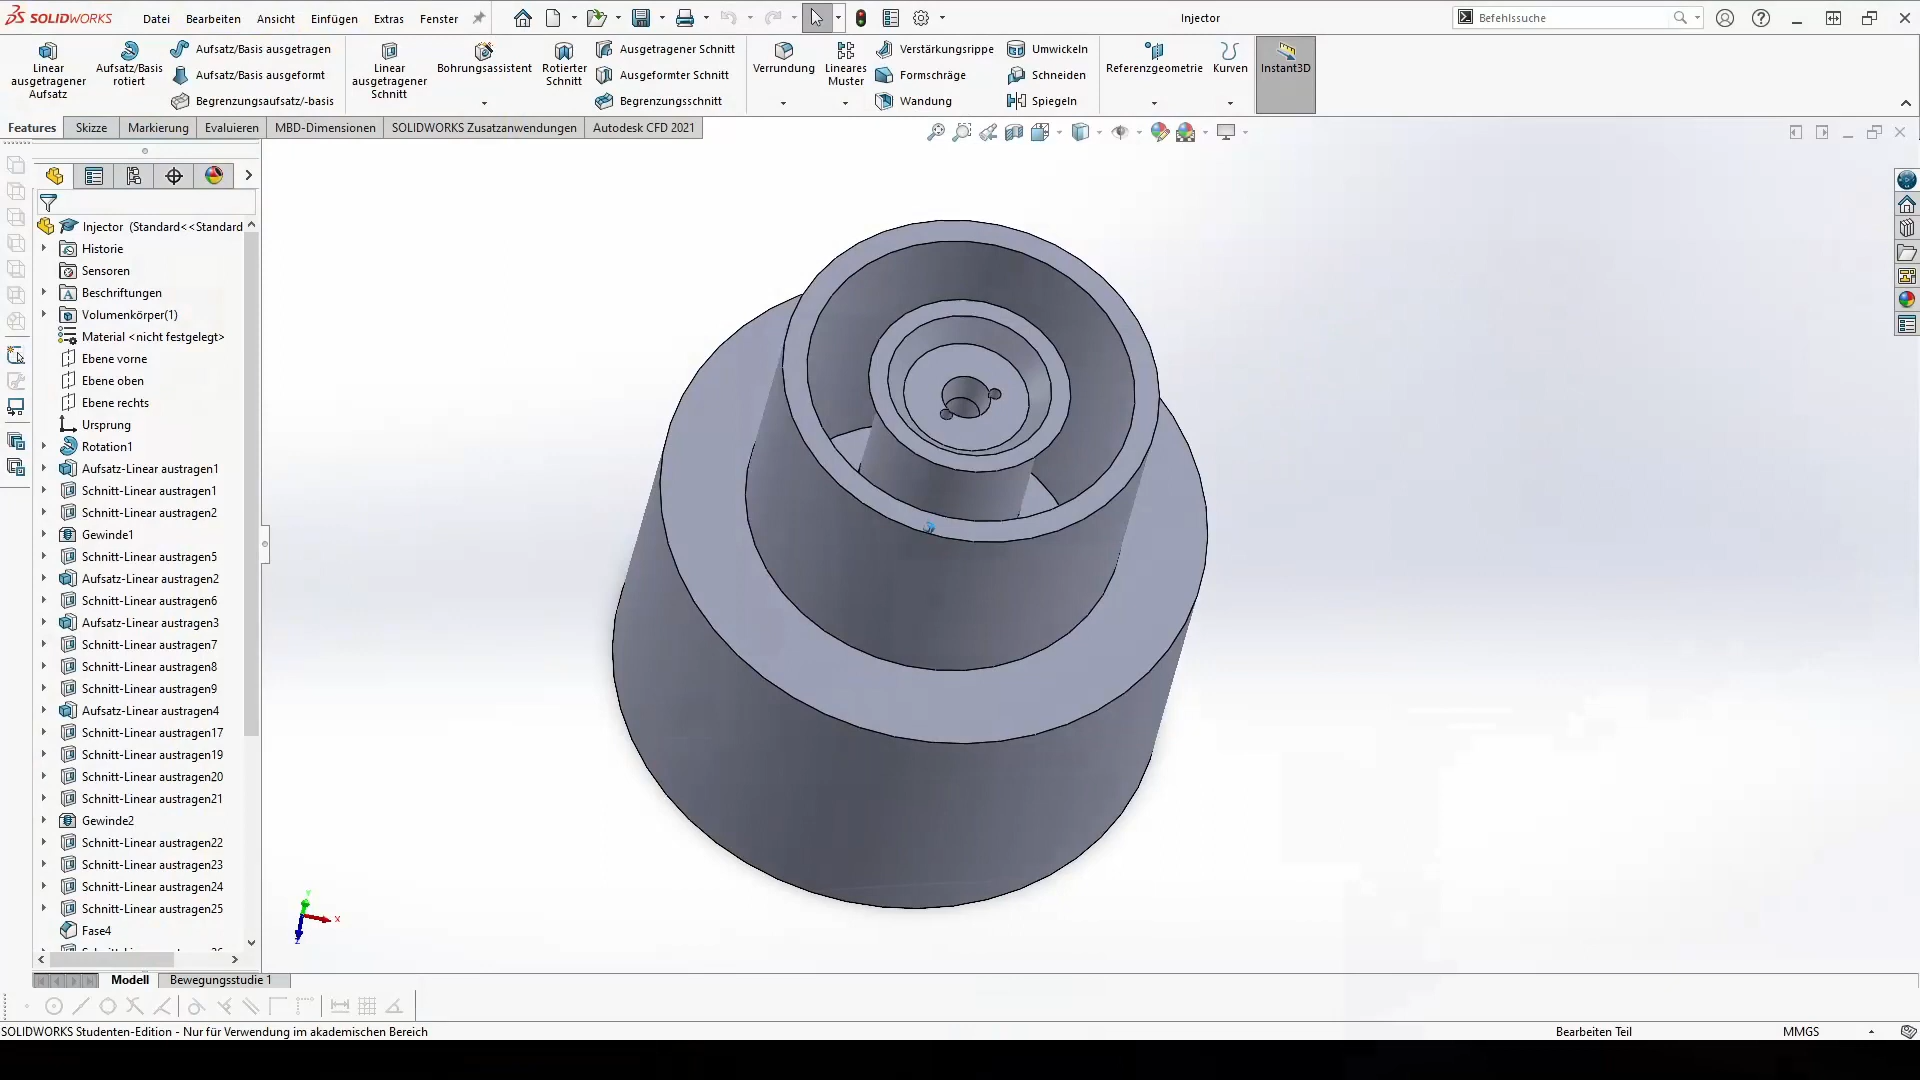 SOLIDWORKS Datei Bearbeiten Ansicht Einfügen Extras Fenster Injector Befehlssuche
Linear ausgetragener Aufsatz
Aufsatz/Basis rotiert
Aufsatz/Basis ausgetragen
Aufsatz/Basis ausgeformt
Begrenzungsaufsatz/-basis
Linear ausgetragener Schnitt
Bohrungsassistent
Rotierter Schnitt
Ausgetragener Schnitt
Ausgeformter Schnitt
Begrenzungsschnitt
Verrundung
Lineares Muster
Verstärkungsrippe
Formschräge
Wandung
Umwickeln
Schneiden
Spiegeln
Referenzgeometrie
Kurven
Instant3D
Features Skizze Markierung Evaluieren MBD-Dimensionen SOLIDWORKS Zusatzanwendungen Autodesk CFD 2021
Injector (Standard<<Standard
Historie
Sensoren
Beschriftungen
Volumenkörper(1)
Material <nicht festgelegt>
Ebene vorne
Ebene oben
Ebene rechts
Ursprung
Rotation1
Aufsatz-Linear austragen1
Schnitt-Linear austragen1
Schnitt-Linear austragen2
Gewinde1
Schnitt-Linear austragen5
Aufsatz-Linear austragen2
Schnitt-Linear austragen6
Aufsatz-Linear austragen3
Schnitt-Linear austragen7
Schnitt-Linear austragen8
Schnitt-Linear austragen9
Aufsatz-Linear austragen4
Schnitt-Linear austragen17
Schnitt-Linear austragen19
Schnitt-Linear austragen20
Schnitt-Linear austragen21
Gewinde2
Schnitt-Linear austragen22
Schnitt-Linear austragen23
Schnitt-Linear austragen24
Schnitt-Linear austragen25
Fase4
Y
X
Z
Modell Bewegungsstudie 1
SOLIDWORKS Studenten-Edition - Nur für Verwendung im akademischen Bereich Bearbeiten Teil MMGS